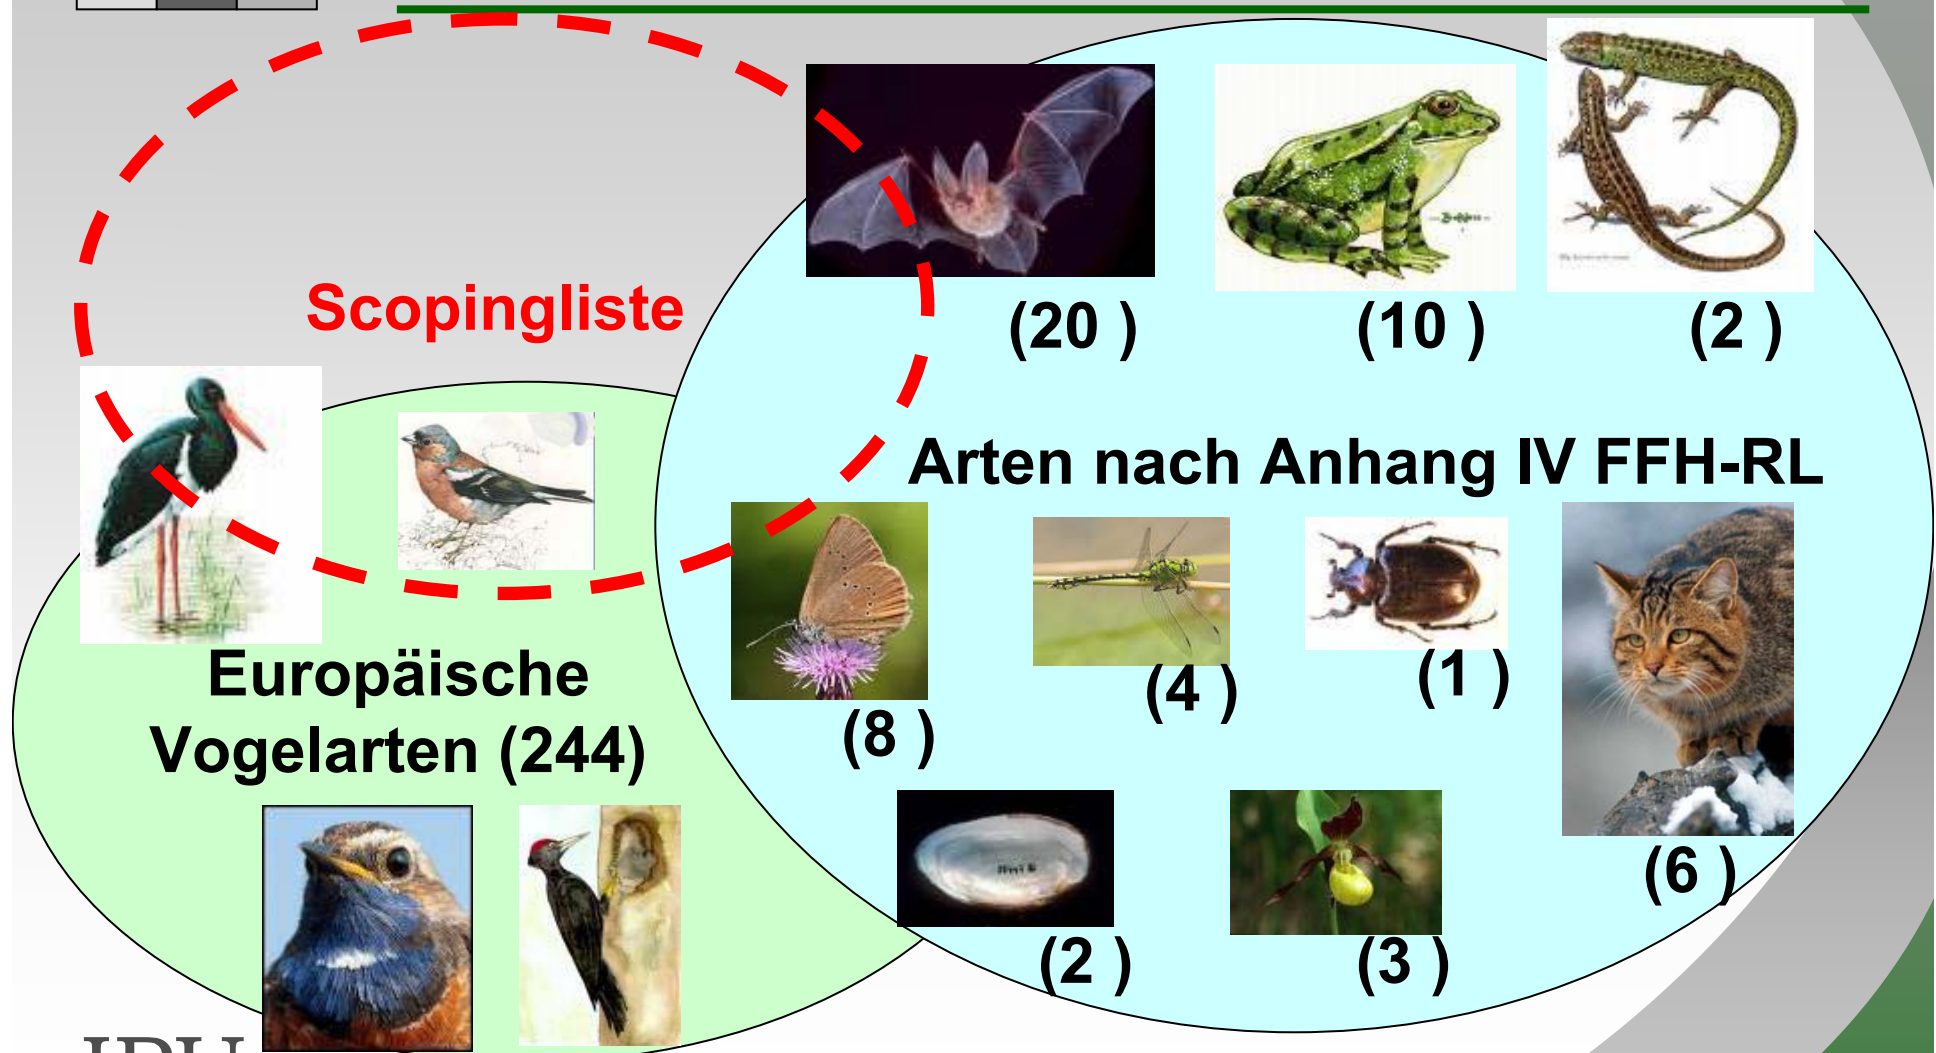 Scopingliste
(20 )
(10 )
(2 )
Arten nach Anhang IV FFH-RL
Europäische
Vogelarten (244)
(8 )
(4 )
(1 )
(6 )
(2 )
(3 )